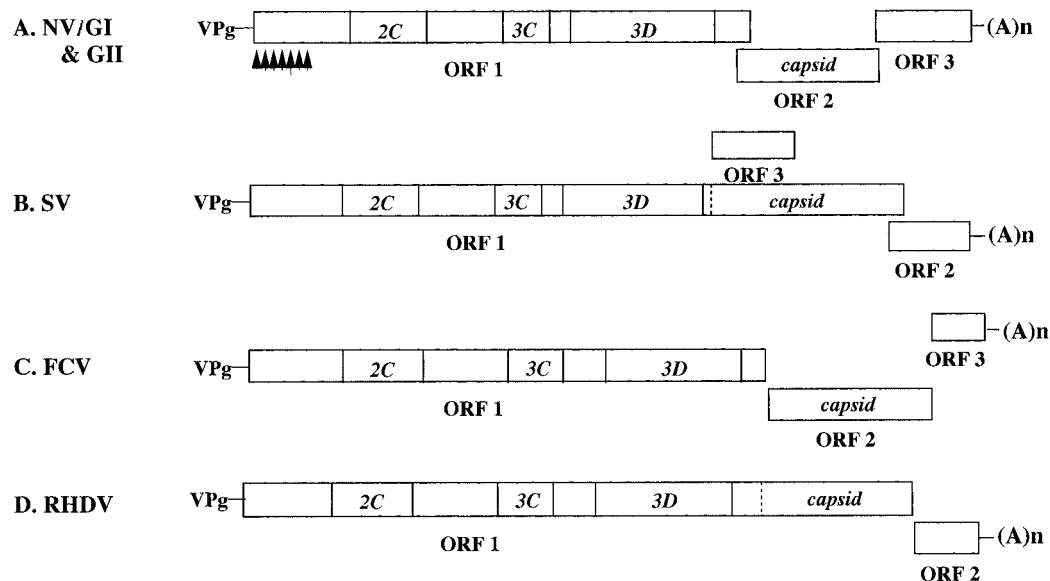 A. NV/GI & GII
VPg
2C
3C
3D
(A)n
ORF 1
capsid
ORF 3
ORF 2
ORF 3
B. SV
VPg
2C
3C
3D
capsid
ORF 1
(A)n
ORF 2
(A)n
C. FCV
VPg
2C
3C
3D
ORF 3
ORF 1
capsid
ORF 2
D. RHDV
VPg
2C
3C
3D
capsid
ORF 1
(A)n
ORF 2